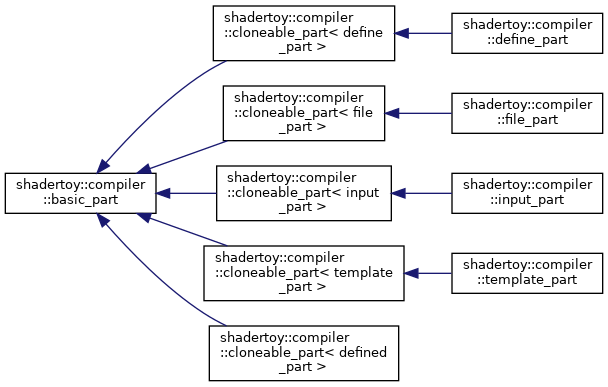 shadertoy::compiler
::cloneable_part< define
_part >
shadertoy::compiler
::define_part
shadertoy::compiler
::cloneable_part< file
_part >
shadertoy::compiler
::file_part
shadertoy::compiler
::basic_part
shadertoy::compiler
::cloneable_part< input
_part >
shadertoy::compiler
::input_part
shadertoy::compiler
::cloneable_part< template
_part >
shadertoy::compiler
::template_part
shadertoy::compiler
::cloneable_part< defined
_part >